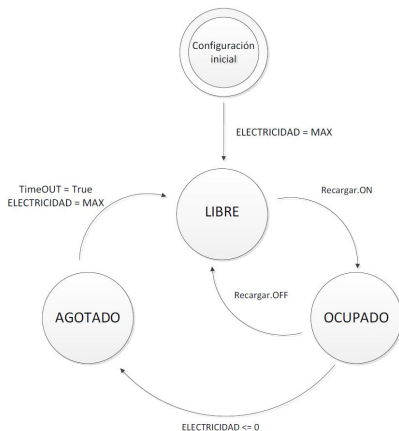 Configuración
inicial
ELECTRICIDAD = MAX
TimeOUT = True
ELECTRICIDAD = MAX
Recargar.ON
LIBRE
Recargar.OFF
AGOTADO
OCUPADO
ELECTRICIDAD <= 0